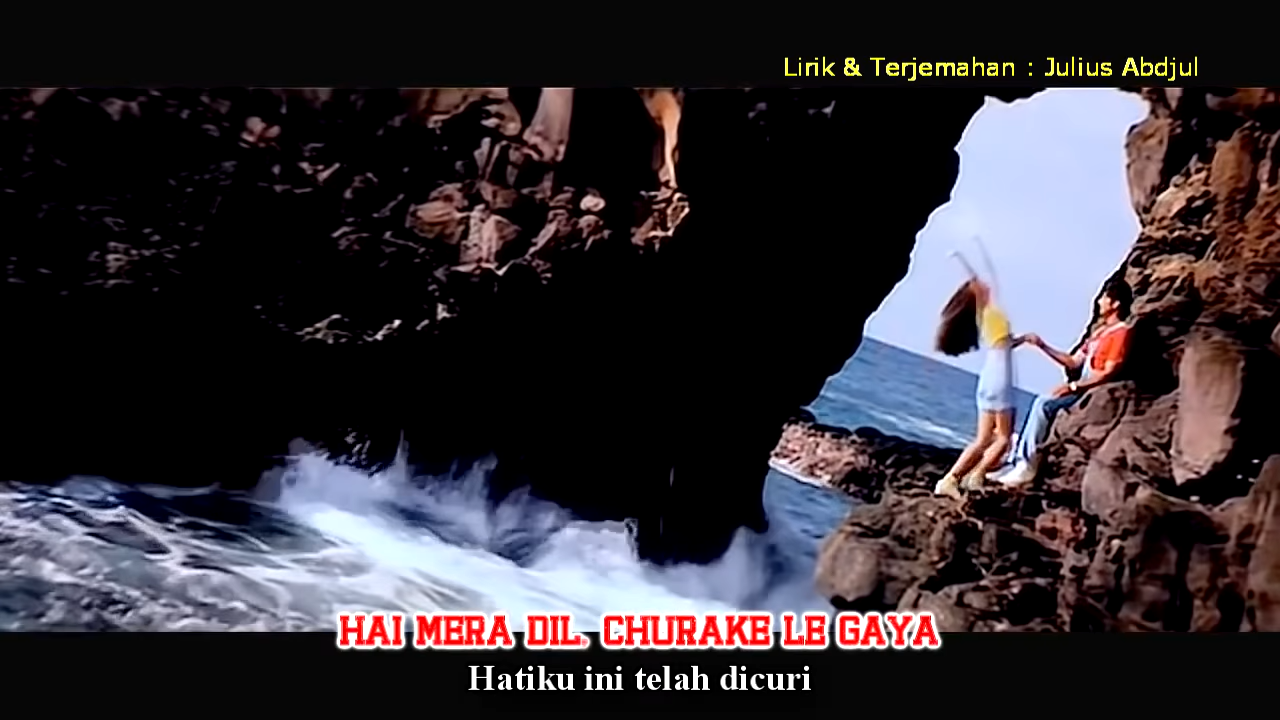 Lirik & Terjemahan : Julius Abdjul
HAI MERA DIL, CHURAKE LE GAYA
Hatiku ini telah dicuri